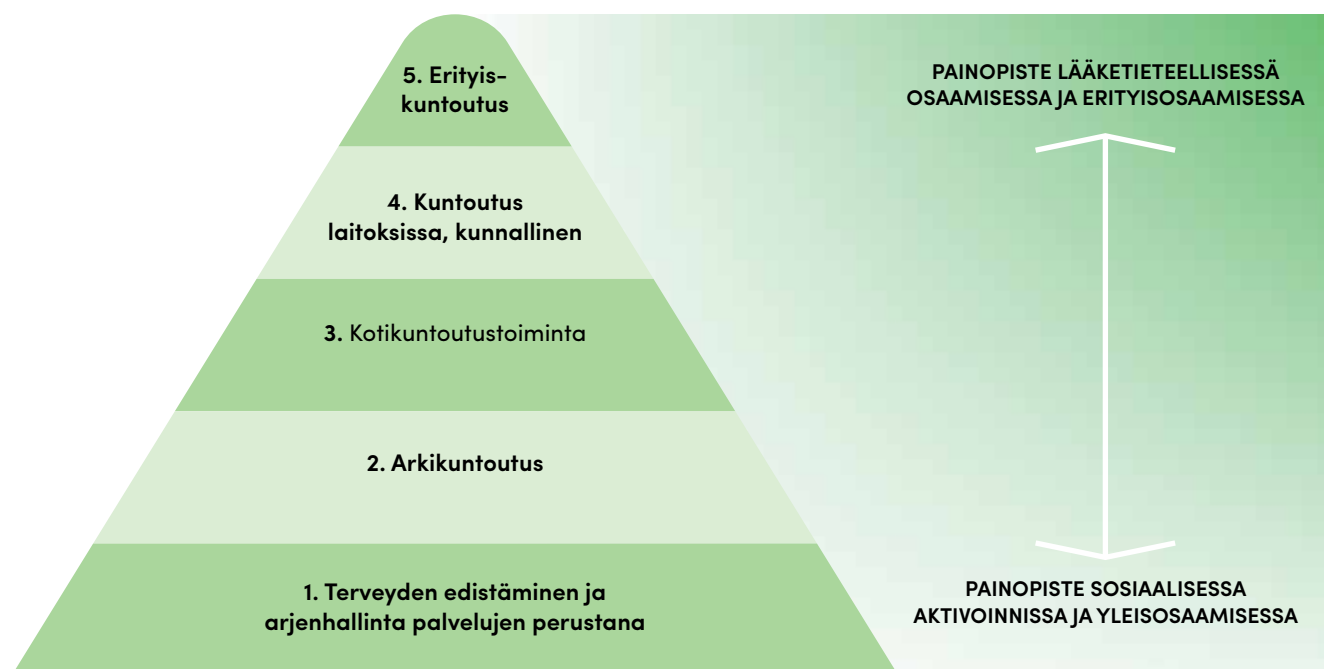 5. Erityis-
kuntoutus
4. Kuntoutus
laitoksissa, kunnallinen
3. Kotikuntoutustoiminta
2. Arkikuntoutus
1. Terveyden edistäminen ja
arjenhallinta palvelujen perustana
PAINOPISTE LÄÄKETIETEELLISESSÄ
OSAAMISESSA JA ERITYISOSAAMISESSA
PAINOPISTE SOSIAALISESSA
AKTIVOINNISSA JA YLEISOSAAMISESSA